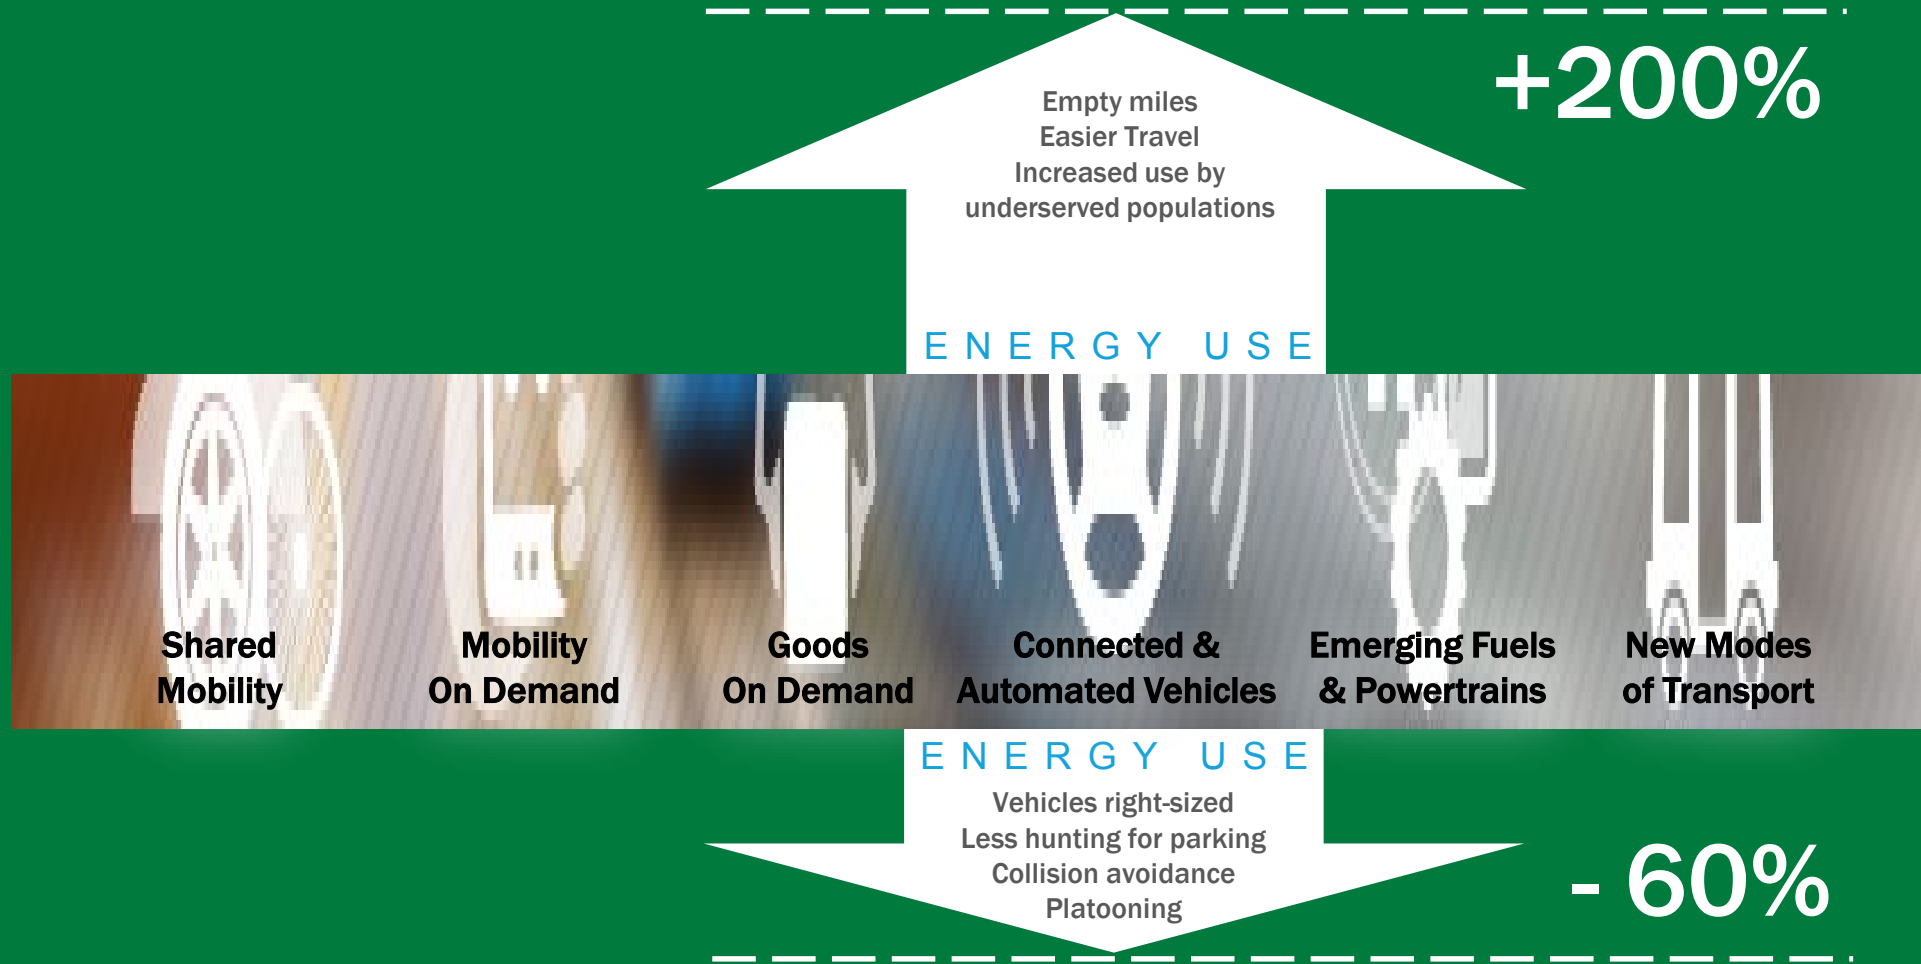 +200%
Empty miles
Easier Travel
Increased use by
underserved populations
ENERGY USE
Shared
Mobility
Mobility
On Demand
Goods
On Demand
Connected &
Automated Vehicles
Emerging Fuels
& Powertrains
New Modes
of Transport
ENERGY USE
Vehicles right-sized
Less hunting for parking
Collision avoidance
Platooning
- 60%